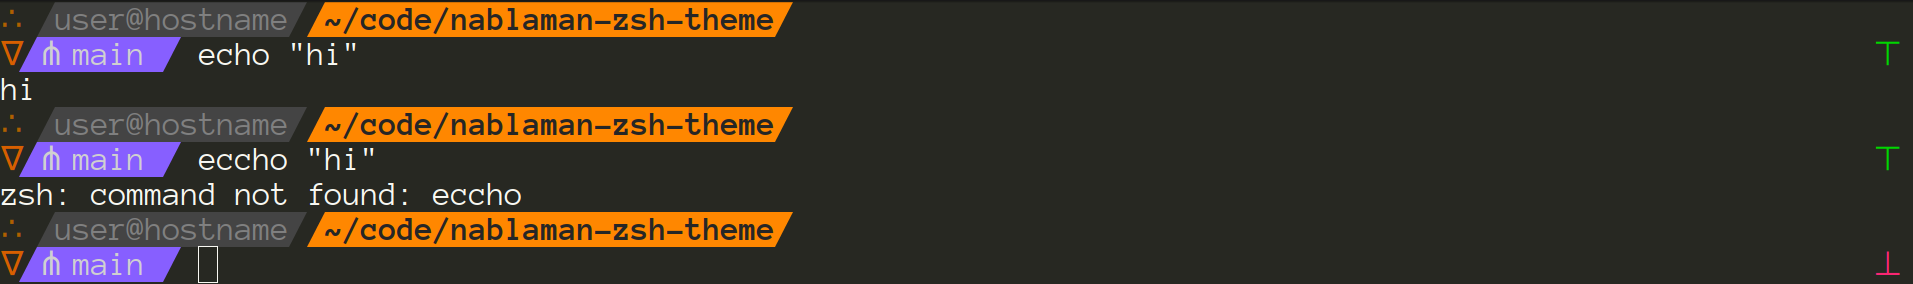 ∴ user@hostname ~/code/nablaman-zsh-theme
∇ ⫛ main echo "hi" ⊤
hi
∴ user@hostname ~/code/nablaman-zsh-theme
∇ ⫛ main eccho "hi" ⊤
zsh: command not found: eccho
∴ user@hostname ~/code/nablaman-zsh-theme
∇ ⫛ main ⊥